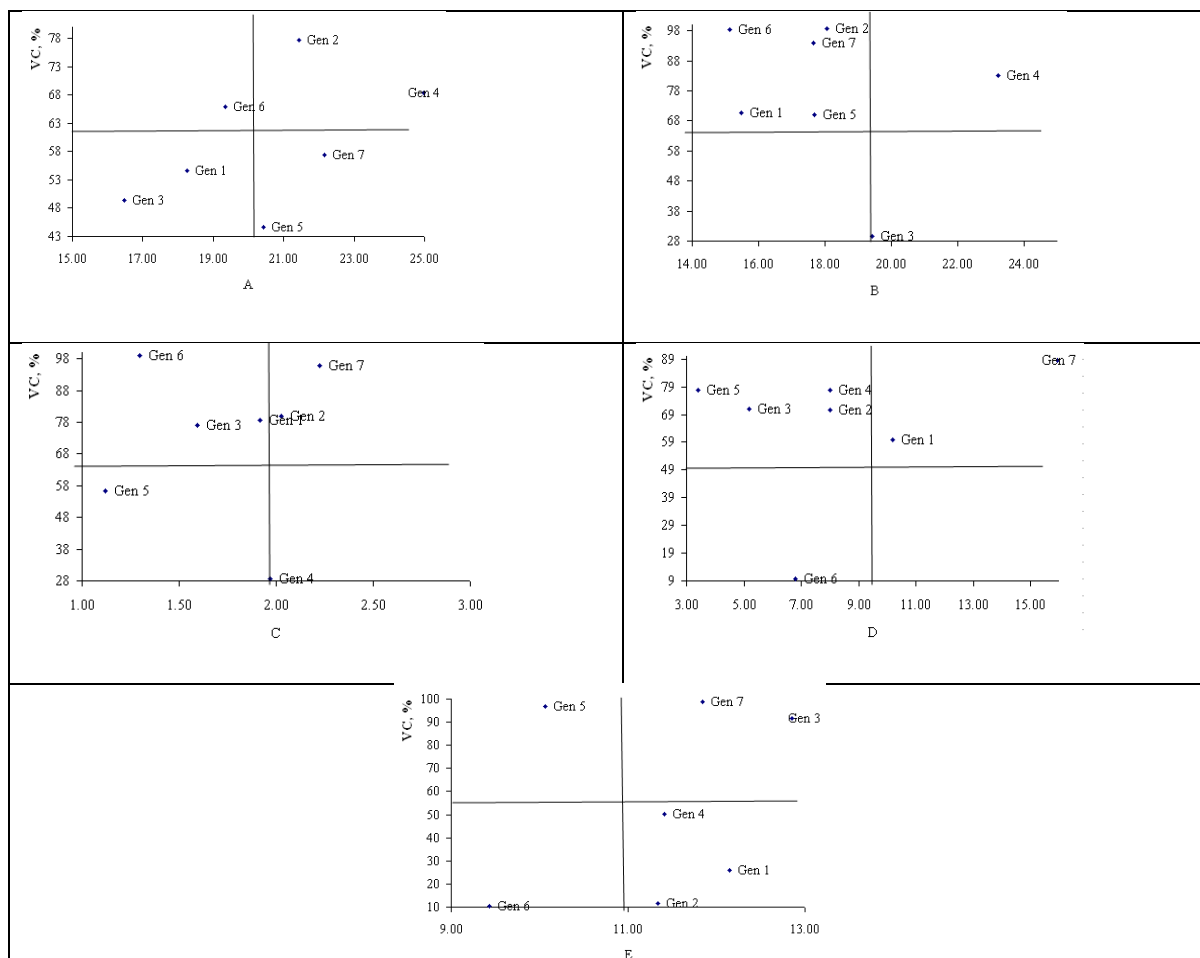 VC, %
78
73
68
63
58
53
48
43
Gen 2
Gen 4
Gen 6
Gen 7
Gen 1
Gen 3
Gen 5
15.00 17.00 19.00 21.00 23.00 25.00
A
VC, %
98
88
78
68
58
48
38
28
Gen 6
Gen 2
Gen 7
Gen 4
Gen 1
Gen 5
Gen 3
14.00 16.00 18.00 20.00 22.00 24.00
B
VC, %
98
88
78
68
58
48
38
28
Gen 6
Gen 7
Gen 2
Gen 1
Gen 3
Gen 5
Gen 4
1.00 1.50 2.00 2.50 3.00
C
VC, %
89
79
69
59
49
39
29
19
9
Gen 7
Gen 5
Gen 4
Gen 3
Gen 2
Gen 1
Gen 6
3.00 5.00 7.00 9.00 11.00 13.00 15.00
D
VC, %
100
90
80
70
60
50
40
30
20
10
Gen 5
Gen 7
Gen 3
Gen 4
Gen 1
Gen 6
Gen 2
9.00 11.00 13.00
E